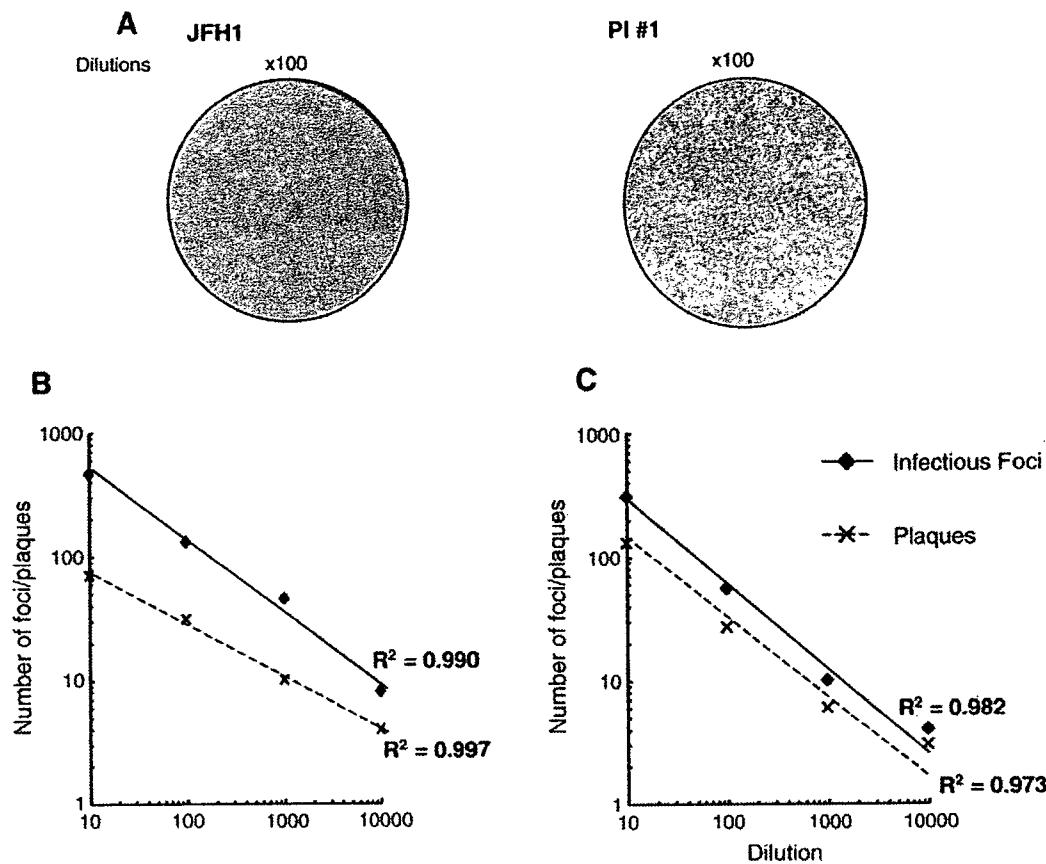 A
JFH1
PI #1
Dilutions
x100
x100
B
C
1000
100
10
1
Number of foci/plaques
R² = 0.990
R² = 0.997
10
100
1000
10000
1000
100
10
1
Number of foci/plaques
Infectious Foci
Plaques
R² = 0.982
R² = 0.973
10
100
1000
10000
Dilution